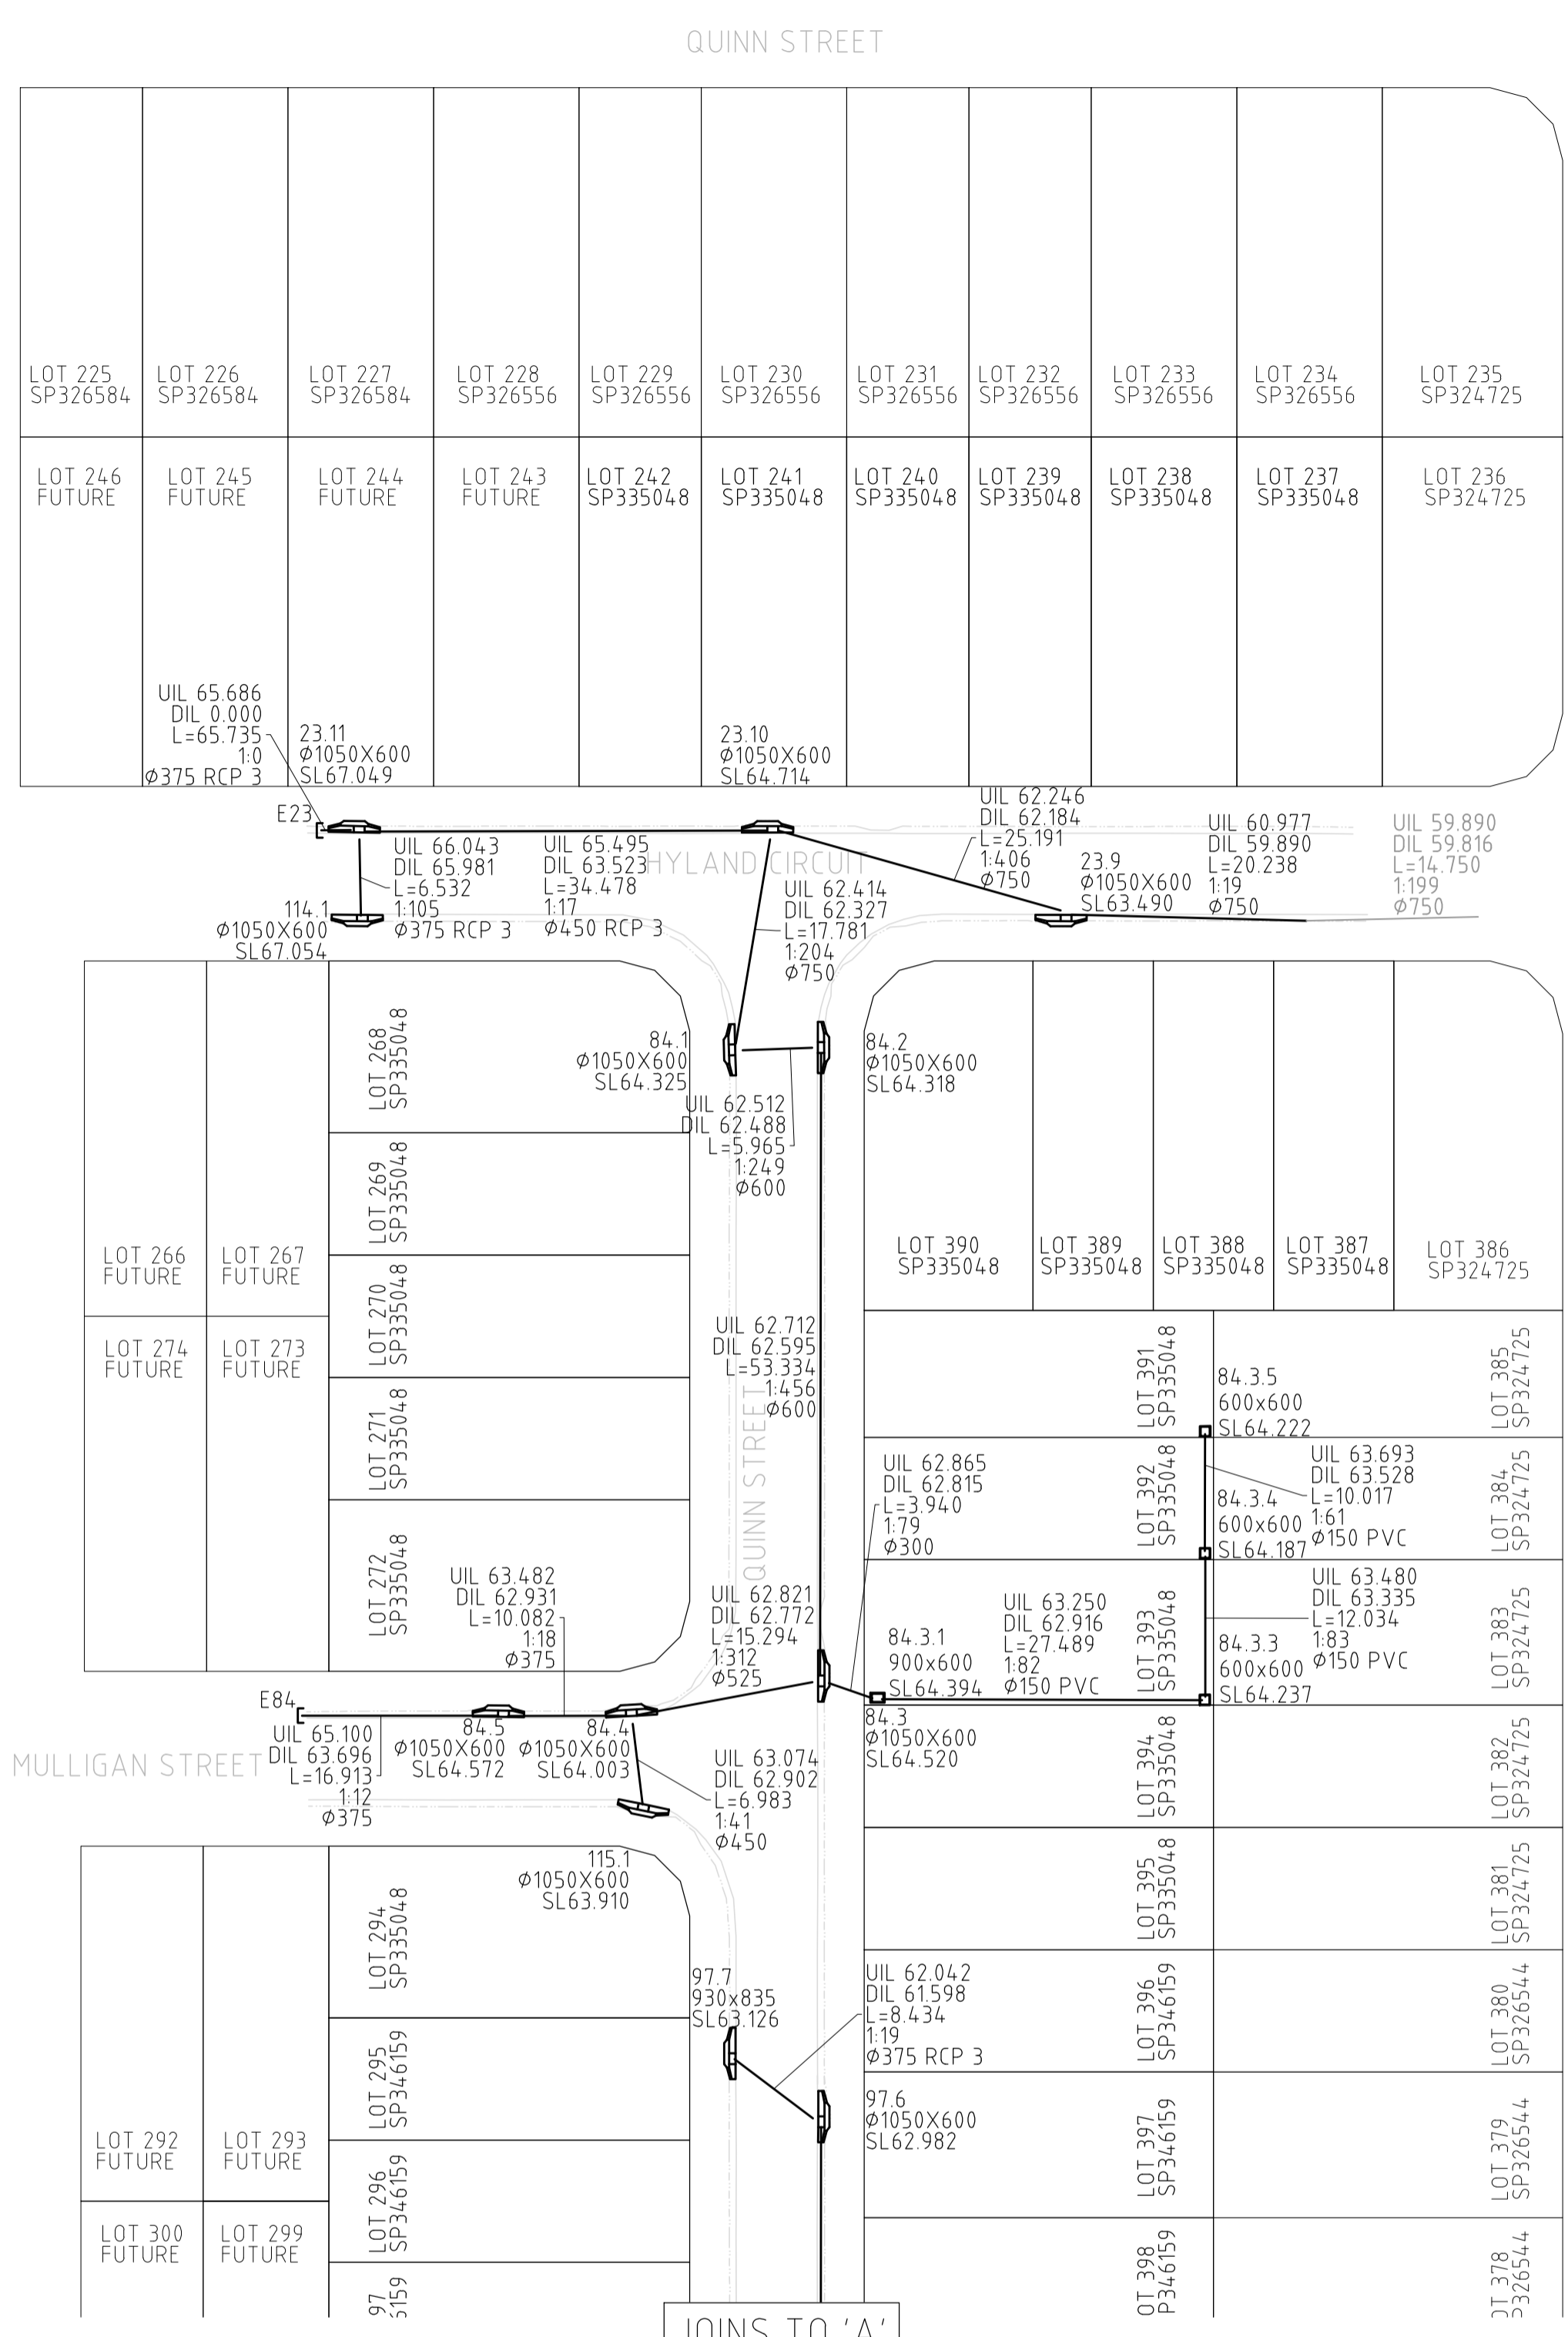 QUINN STREET
LOT 225
SP326584
LOT 226
SP326584
LOT 227
SP326584
LOT 228
SP326556
LOT 229
SP326556
LOT 230
SP326556
LOT 231
SP326556
LOT 232
SP326556
LOT 233
SP326556
LOT 234
SP326556
LOT 235
SP324725
LOT 246
FUTURE
LOT 245
FUTURE
LOT 244
FUTURE
LOT 243
FUTURE
LOT 242
SP335048
LOT 241
SP335048
LOT 240
SP335048
LOT 239
SP335048
LOT 238
SP335048
LOT 237
SP335048
LOT 236
SP324725
UIL 65.686
DIL 0.000
L=65.735
1:0
Ø375 RCP 3
23.11
Ø1050X600
SL67.049
23.10
Ø1050X600
SL64.714
E23
UIL 66.043
DIL 65.981
L=6.532
1:105
Ø375 RCP 3
UIL 65.495
DIL 63.523
L=34.478
1:17
Ø450 RCP 3
HYLAND CIRCUIT
UIL 62.246
DIL 62.184
L=25.191
1:406
Ø750
23.9
Ø1050X600
SL63.490
UIL 60.977
DIL 59.890
L=20.238
1:19
Ø750
UIL 59.890
DIL 59.816
L=14.750
1:199
Ø750
114.1
Ø1050X600
SL67.054
UIL 62.414
DIL 62.327
L=17.781
1:204
Ø750
LOT 268
SP335048
84.1
Ø1050X600
SL64.325
84.2
Ø1050X600
SL64.318
UIL 62.512
DIL 62.488
L=5.965
1:249
Ø600
LOT 269
SP335048
LOT 266
FUTURE
LOT 267
FUTURE
LOT 270
SP335048
LOT 390
SP335048
LOT 389
SP335048
LOT 388
SP335048
LOT 387
SP335048
LOT 386
SP324725
LOT 274
FUTURE
LOT 273
FUTURE
UIL 62.712
DIL 62.595
L=53.334
1:456
Ø600
QUINN STREET
LOT 271
SP335048
LOT 391
SP335048
84.3.5
600x600
SL64.222
LOT 385
SP324725
UIL 62.865
DIL 62.815
L=3.940
1:79
Ø300
LOT 392
SP335048
84.3.4
600x600
SL64.187
UIL 63.693
DIL 63.528
L=10.017
1:61
Ø150 PVC
LOT 384
SP324725
LOT 272
SP335048
UIL 63.482
DIL 62.931
L=10.082
1:18
Ø375
UIL 62.821
DIL 62.772
L=15.294
1:312
Ø525
84.3.1
900x600
SL64.394
UIL 63.250
DIL 62.916
L=27.489
1:82
Ø150 PVC
LOT 393
SP335048
84.3.3
600x600
SL64.237
UIL 63.480
DIL 63.335
L=12.034
1:83
Ø150 PVC
LOT 383
SP324725
E84
UIL 65.100
DIL 63.696
L=16.913
1:12
Ø375
84.5
Ø1050X600
SL64.572
84.4
Ø1050X600
SL64.003
MULLIGAN STREET
84.3
Ø1050X600
SL64.520
UIL 63.074
DIL 62.902
L=6.983
1:41
Ø450
LOT 394
SP335048
LOT 382
SP324725
115.1
Ø1050X600
SL63.910
LOT 294
SP335048
LOT 395
SP335048
LOT 381
SP324725
97.7
930x835
SL63.126
UIL 62.042
DIL 61.598
L=8.434
1:19
Ø375 RCP 3
LOT 396
SP346159
LOT 380
SP326544
LOT 295
SP346159
97.6
Ø1050X600
SL62.982
LOT 397
SP346159
LOT 379
SP326544
LOT 292
FUTURE
LOT 293
FUTURE
LOT 296
SP346159
LOT 300
FUTURE
LOT 299
FUTURE
97
6159
OT 398
P346159
OT 378
P326544
JOINS TO 'A'